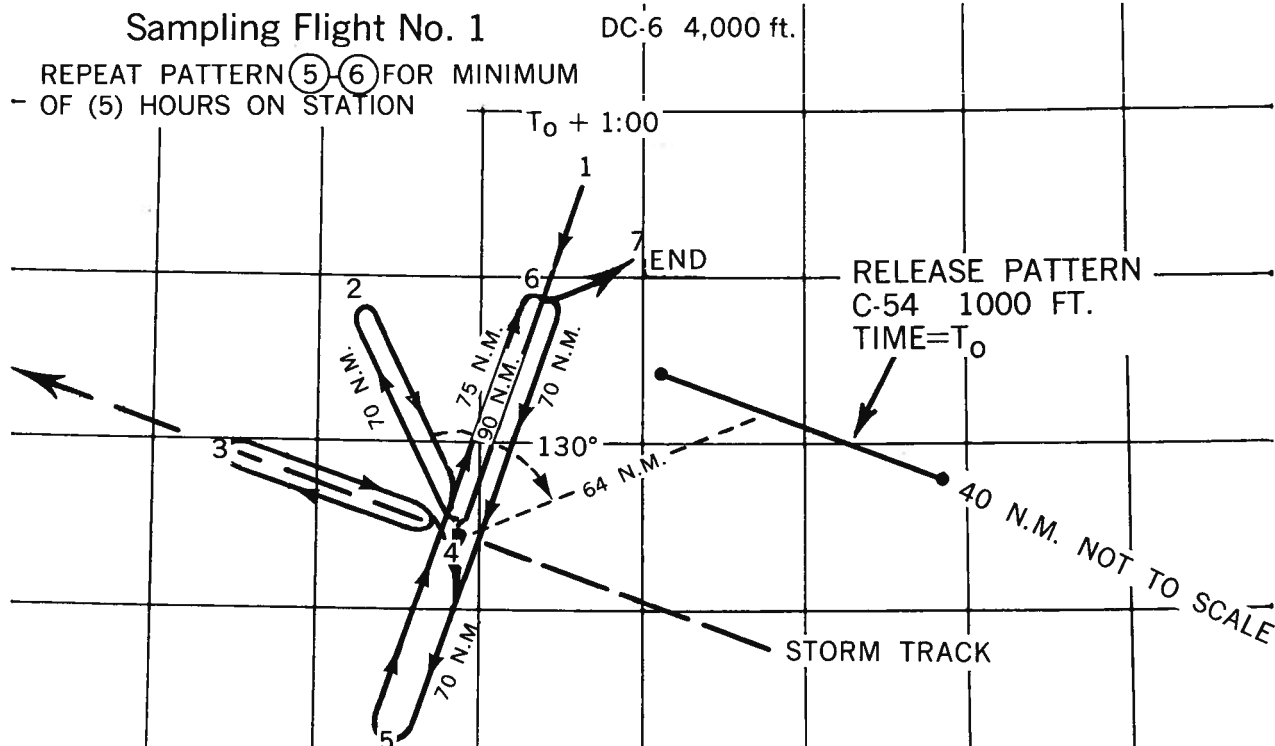 Sampling Flight No. 1
DC-6 4,000 ft.
REPEAT PATTERN 5-6 FOR MINIMUM
- OF (5) HOURS ON STATION
To + 1:00
1
7
END
6
2
RELEASE PATTERN
C-54 1000 FT.
TIME=To
70 N.M.
75 N.M.
90 N.M.
70 N.M.
3
130°
64 N.M.
40 N.M. NOT TO SCALE
4
STORM TRACK
70 N.M
5